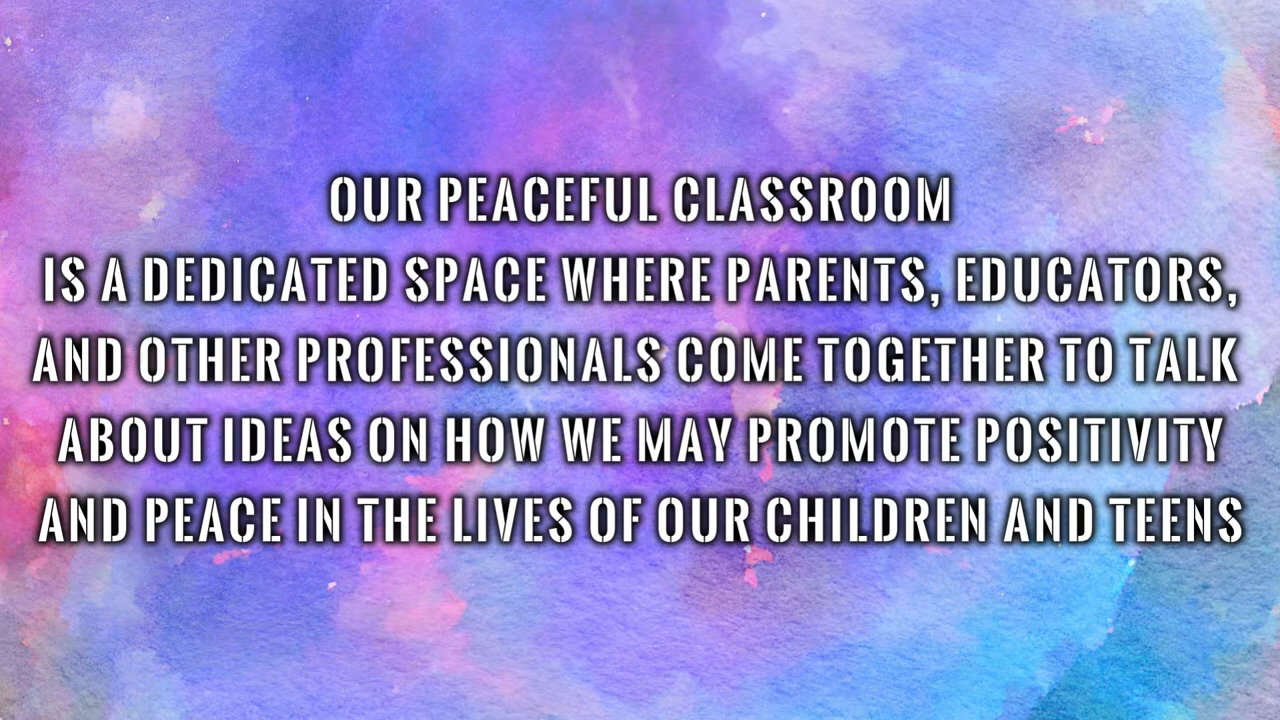 OUR PEACEFUL CLASSROOM
IS A DEDICATED SPACE WHERE PARENTS, EDUCATORS,
AND OTHER PROFESSIONALS COME TOGETHER TO TALK
ABOUT IDEAS ON HOW WE MAY PROMOTE POSITIVITY
AND PEACE IN THE LIVES OF OUR CHILDREN AND TEENS